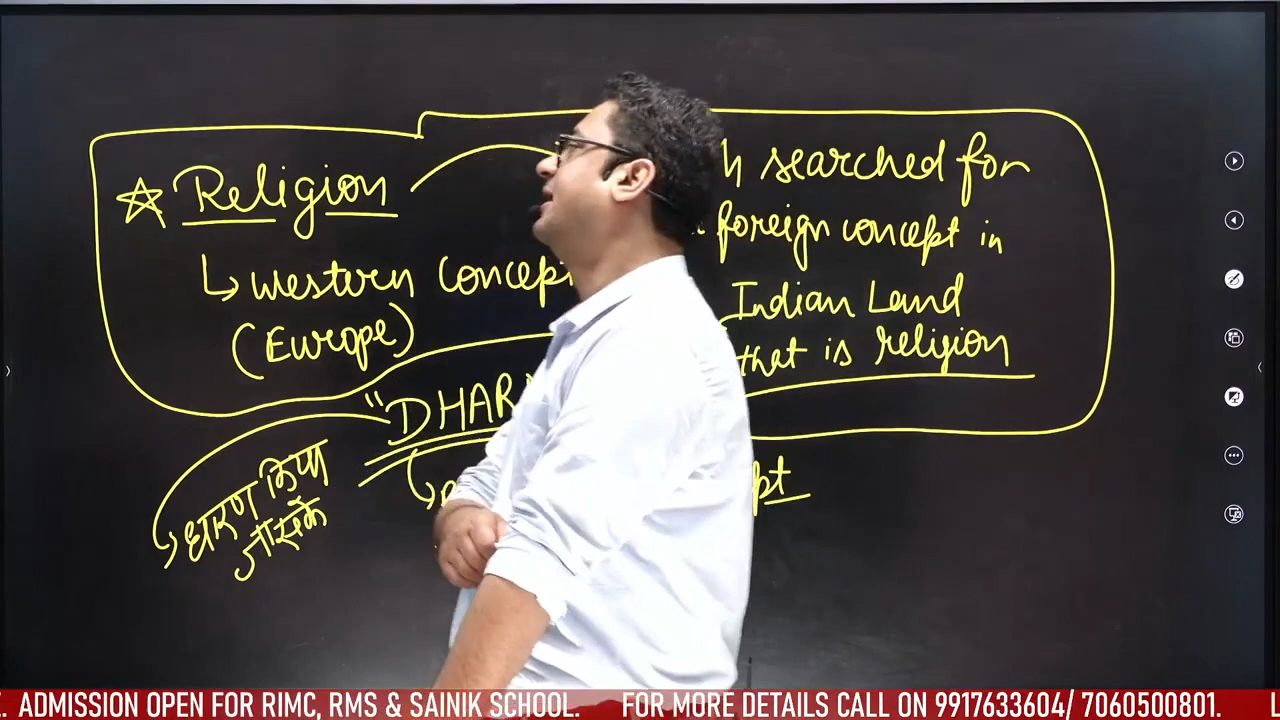 Religion
↳ western concept
(Europe)
searched for
foreign concept in
Indian Land
that is religion
"DHAR
धारण किया
जा सके
ADMISSION OPEN FOR RIMC, RMS & SAINIK SCHOOL. FOR MORE DETAILS CALL ON 9917633604/ 7060500801.